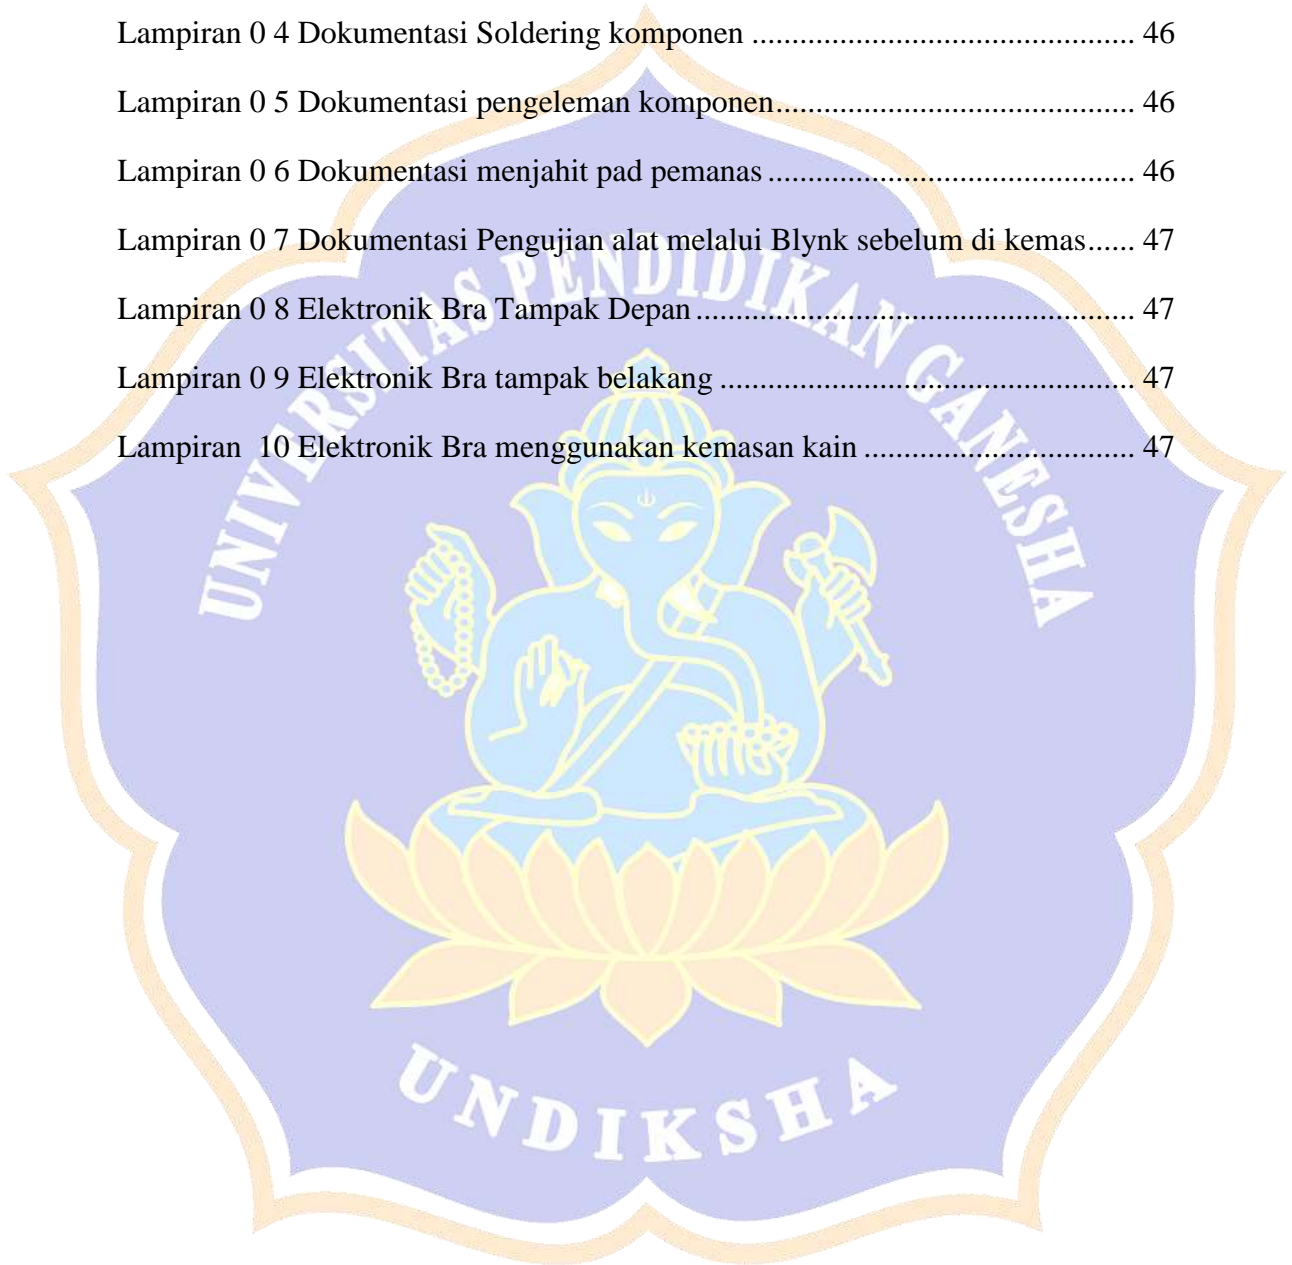 Lampiran 0 4 Dokumentasi Soldering komponen ................................................ 46
Lampiran 0 5 Dokumentasi pengeleman komponen............................................. 46
Lampiran 0 6 Dokumentasi menjahit pad pemanas .............................................. 46
Lampiran 0 7 Dokumentasi Pengujian alat melalui Blynk sebelum di kemas...... 47
Lampiran 0 8 Elektronik Bra Tampak Depan ....................................................... 47
Lampiran 0 9 Elektronik Bra tampak belakang .................................................... 47
Lampiran  10 Elektronik Bra menggunakan kemasan kain .................................. 47
UNIVERSITAS PENDIDIKAN GANESHA
UNDIKSHA